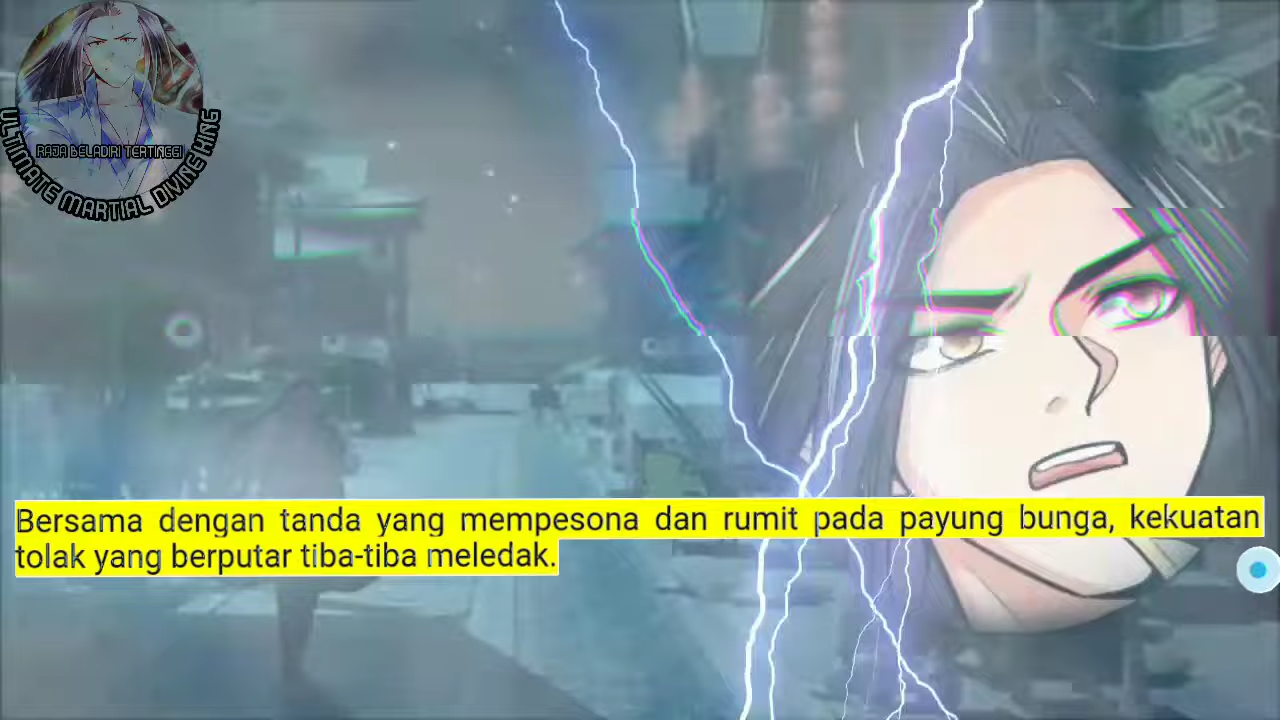 RAJA BELADIRI TERTINGGI
ULTIMATE MARTIAL DIVINE KING
Bersama dengan tanda yang mempesona dan rumit pada payung bunga, kekuatan
tolak yang berputar tiba-tiba meledak.